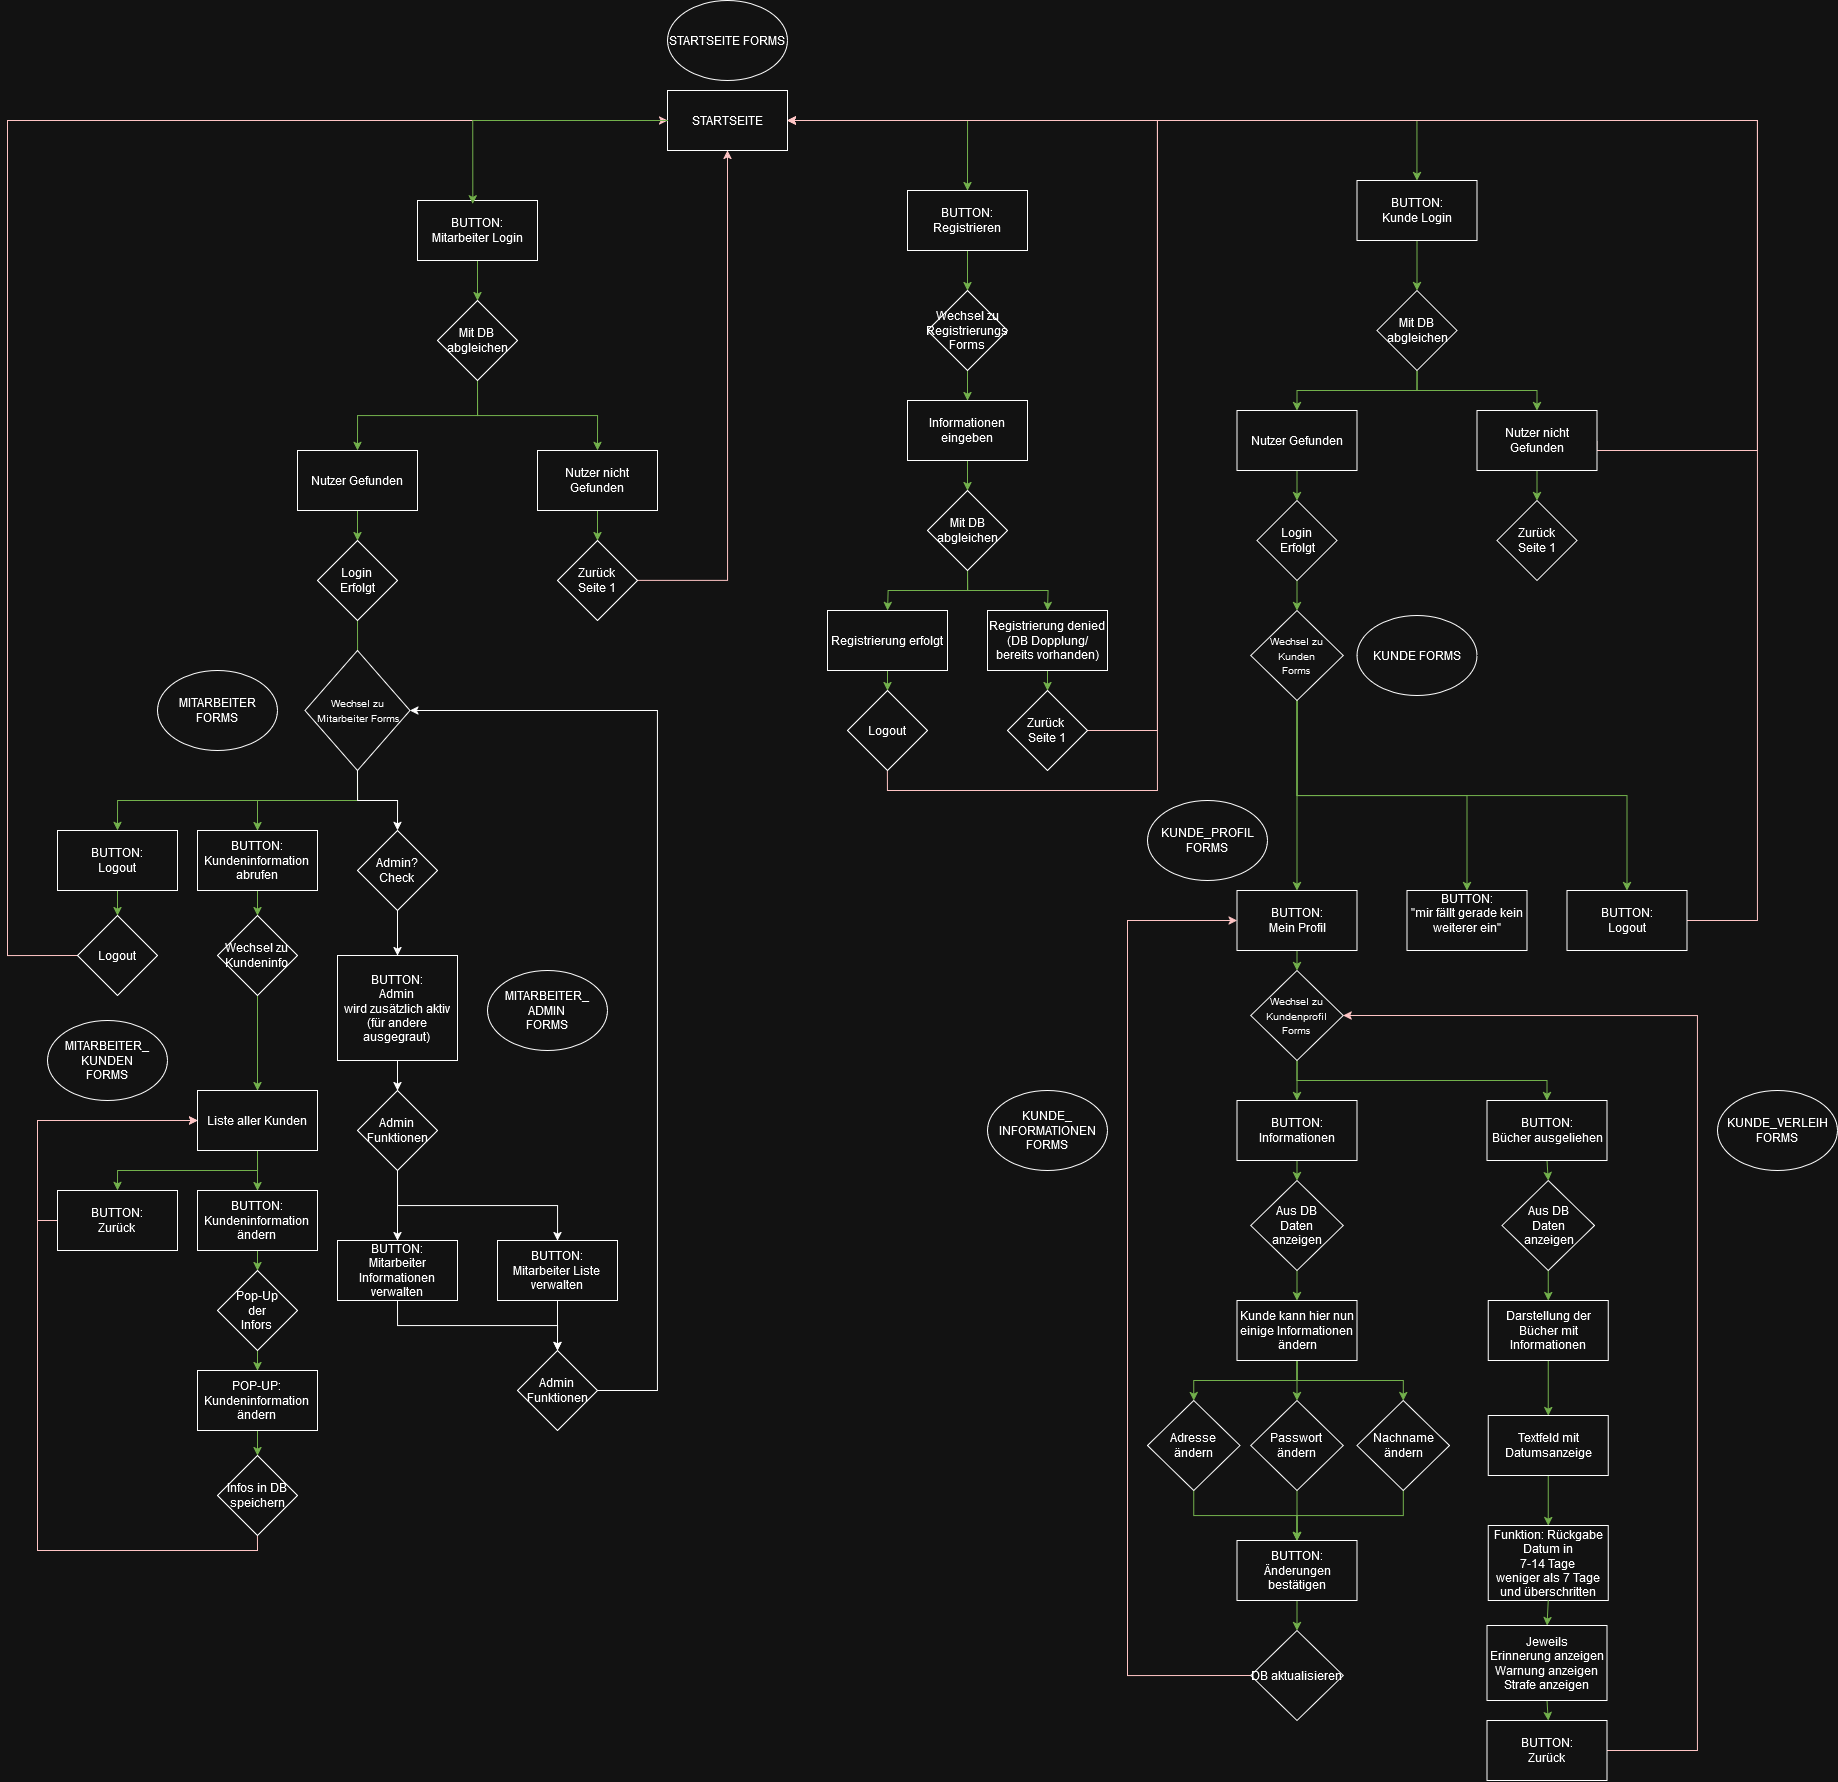 STARTSEITE FORMS
STARTSEITE
BUTTON:
Mitarbeiter Login
Mit DB
abgleichen
Nutzer Gefunden
Nutzer nicht
Gefunden
Login
Erfolgt
Zurück
Seite 1
MITARBEITER
FORMS
Wechsel zu
Mitarbeiter Forms
BUTTON:
Logout
BUTTON:
Kundeninformation
abrufen
Admin?
Check
Logout
Wechsel zu
Kundeninfo
BUTTON:
Admin
wird zusätzlich aktiv
(für andere
ausgegraut)
MITARBEITER_
ADMIN
FORMS
MITARBEITER_
KUNDEN
FORMS
Liste aller Kunden
Admin
Funktionen
BUTTON:
Zurück
BUTTON:
Kundeninformation
ändern
BUTTON:
Mitarbeiter
Informationen
verwalten
BUTTON:
Mitarbeiter Liste
verwalten
Pop-Up
der
Infors
POP-UP:
Kundeninformation
ändern
Admin
Funktionen
Infos in DB
speichern
BUTTON:
Registrieren
Wechsel zu
Registrierungs
Forms
Informationen
eingeben
Mit DB
abgleichen
Registrierung erfolgt
Registrierung denied
(DB Dopplung/
bereits vorhanden)
Logout
Zurück
Seite 1
BUTTON:
Kunde Login
Mit DB
abgleichen
Nutzer Gefunden
Nutzer nicht
Gefunden
Login
Erfolgt
Zurück
Seite 1
Wechsel zu
Kunden
Forms
KUNDE FORMS
KUNDE_PROFIL
FORMS
BUTTON:
Mein Profil
BUTTON:
"mir fällt gerade kein
weiterer ein"
BUTTON:
Logout
Wechsel zu
Kundenprofil
Forms
KUNDE_
INFORMATIONEN
FORMS
BUTTON:
Informationen
BUTTON:
Bücher ausgeliehen
KUNDE_VERLEIH
FORMS
Aus DB
Daten
anzeigen
Aus DB
Daten
anzeigen
Kunde kann hier nun
einige Informationen
ändern
Darstellung der
Bücher mit
Informationen
Adresse
ändern
Passwort
ändern
Nachname
ändern
Textfeld mit
Datumsanzeige
BUTTON:
Änderungen
bestätigen
Funktion: Rückgabe
Datum in
7-14 Tage
weniger als 7 Tage
und überschritten
DB aktualisieren
Jeweils
Erinnerung anzeigen
Warnung anzeigen
Strafe anzeigen
BUTTON:
Zurück